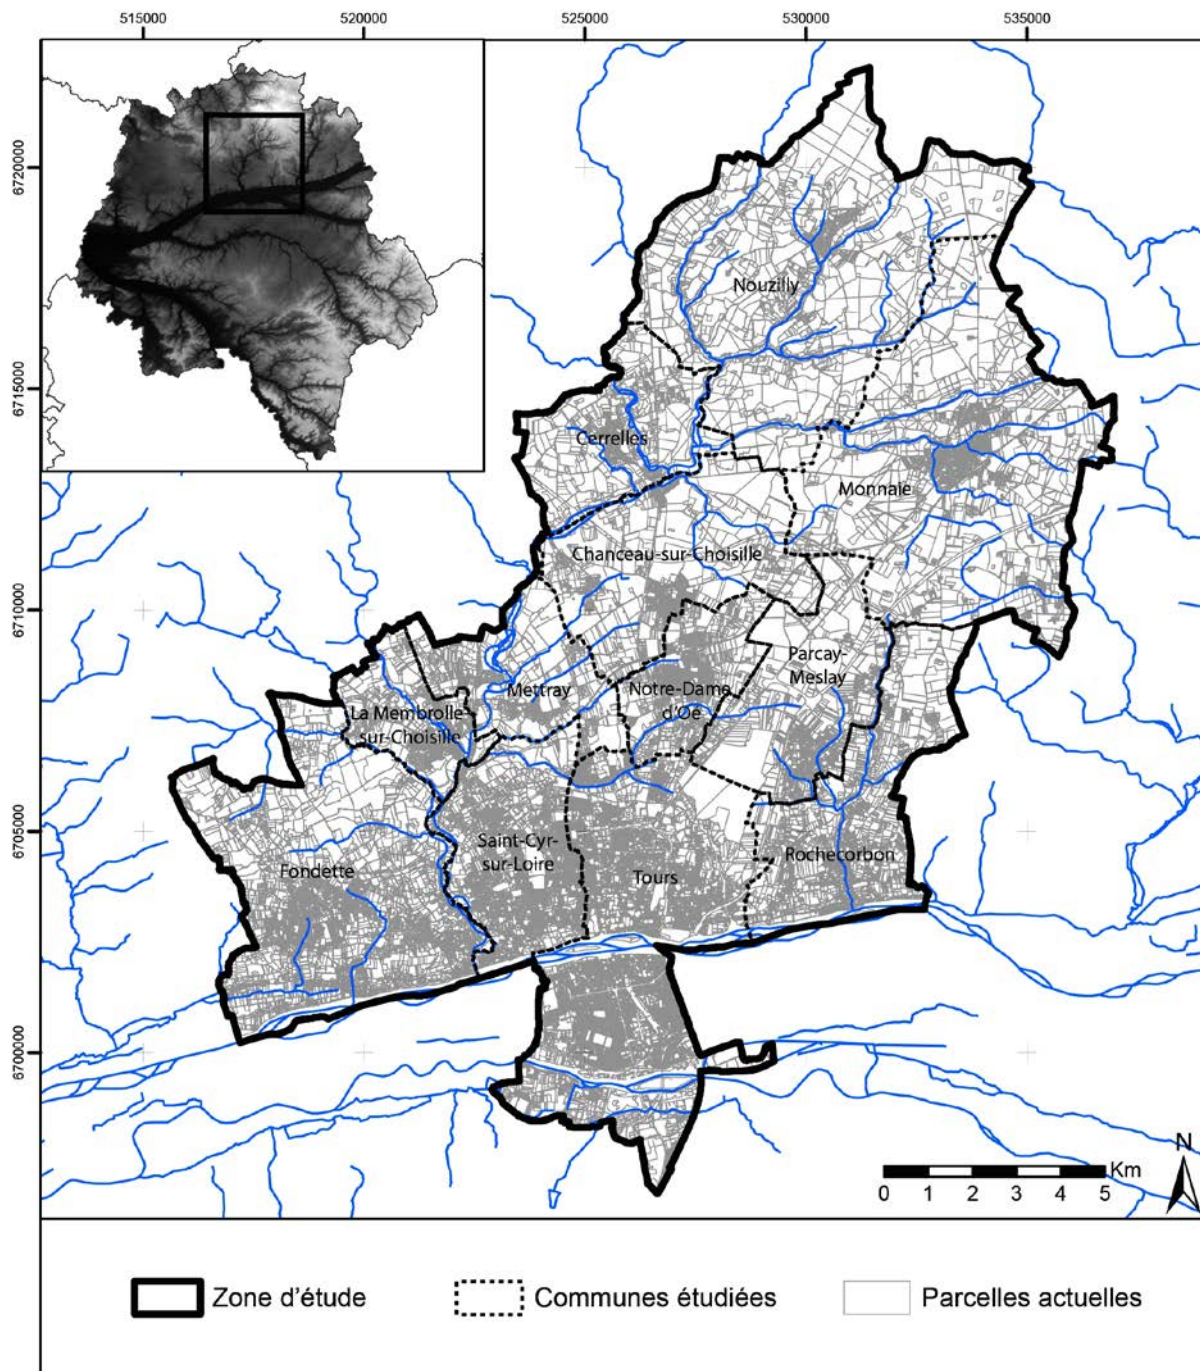 515000
520000
525000
530000
535000
6720000
6715000
6710000
6705000
6700000
Nouzilly
Cerrelles
Monnaie
Chanceau-sur-Choisille
Parcay-
Meslay
Mettray
Notre-Dame
d'Oé
La Membrolle
sur-Choisille
Saint-Cyr-
sur-Loire
Fondette
Tours
Rochecorbon
N
Km
0 1 2 3 4 5
Zone d'étude
Communes étudiées
Parcelles actuelles